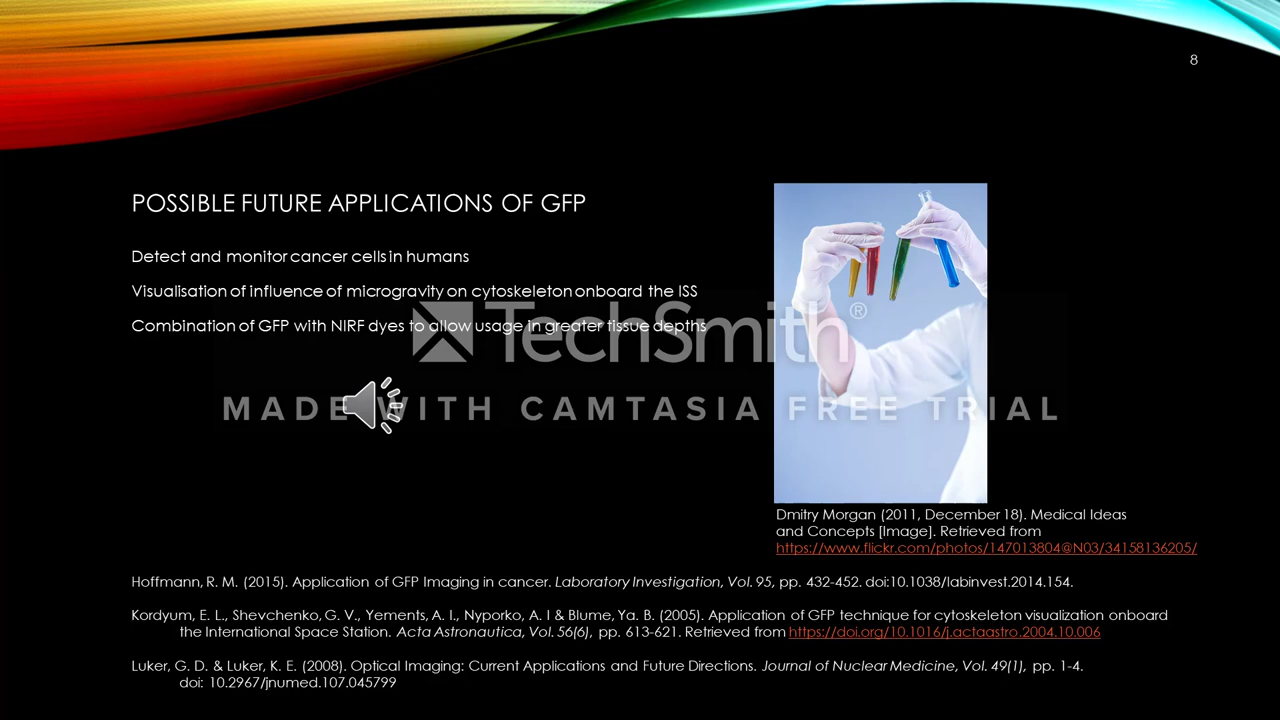 8
POSSIBLE FUTURE APPLICATIONS OF GFP
Detect and monitor cancer cells in humans
Visualisation of influence of microgravity on cytoskeleton onboard the ISS
Combination of GFP with NIRF dyes to allow usage in greater tissue depths
TechSmith®
MADE WITH CAMTASIA FREE TRIAL
Dmitry Morgan (2011, December 18). Medical Ideas
and Concepts [Image]. Retrieved from
https://www.flickr.com/photos/147013804@N03/34158136205/
Hoffmann, R. M. (2015). Application of GFP Imaging in cancer. Laboratory Investigation, Vol. 95, pp. 432-452. doi:10.1038/labinvest.2014.154.
Kordyum, E. L., Shevchenko, G. V., Yements, A. I., Nyporko, A. I & Blume, Ya. B. (2005). Application of GFP technique for cytoskeleton visualization onboard
the International Space Station. Acta Astronautica, Vol. 56(6), pp. 613-621. Retrieved from https://doi.org/10.1016/j.actaastro.2004.10.006
Luker, G. D. & Luker, K. E. (2008). Optical Imaging: Current Applications and Future Directions. Journal of Nuclear Medicine, Vol. 49(1), pp. 1-4.
doi: 10.2967/jnumed.107.045799